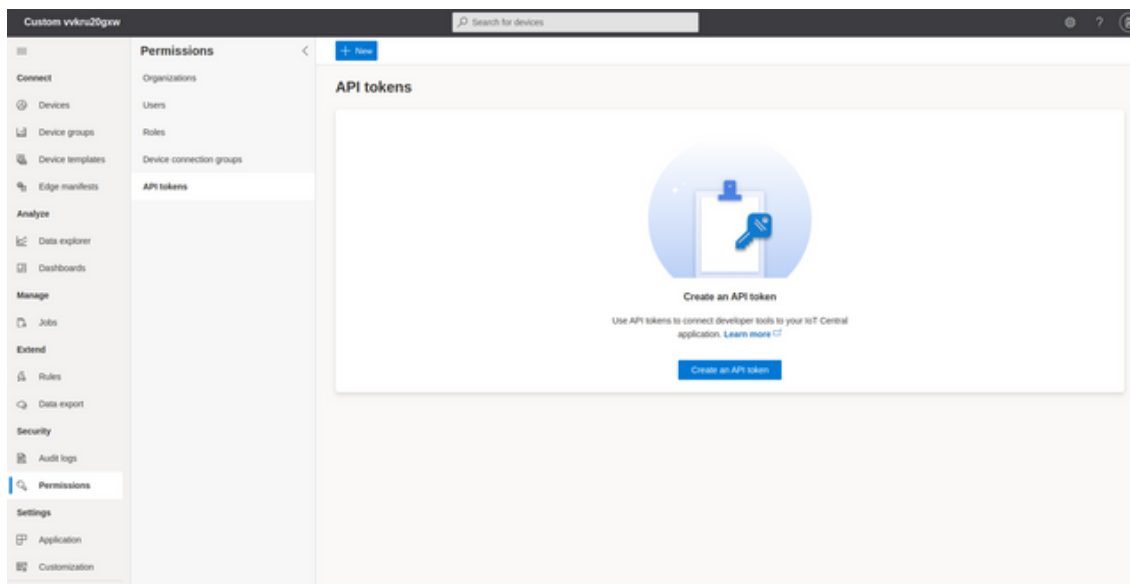 Custom vvkru20gxw
Search for devices
?
Connect
Devices
Device groups
Device templates
Edge manifests
Analyze
Data explorer
Dashboards
Manage
Jobs
Extend
Rules
Data export
Security
Audit logs
Permissions
Settings
Application
Customization
Permissions
Organizations
Users
Roles
Device connection groups
API tokens
+ New
API tokens
Create an API token
Use API tokens to connect developer tools to your IoT Central
application. Learn more
Create an API token